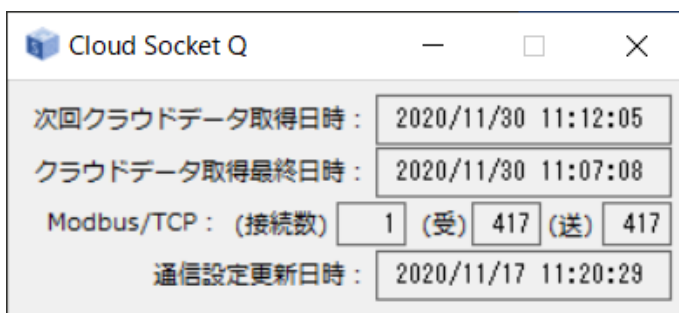 Cloud Socket Q
次回クラウドデータ取得日時： 2020/11/30 11:12:05
クラウドデータ取得最終日時： 2020/11/30 11:07:08
Modbus/TCP： (接続数) 1 (受) 417 (送) 417
通信設定更新日時： 2020/11/17 11:20:29